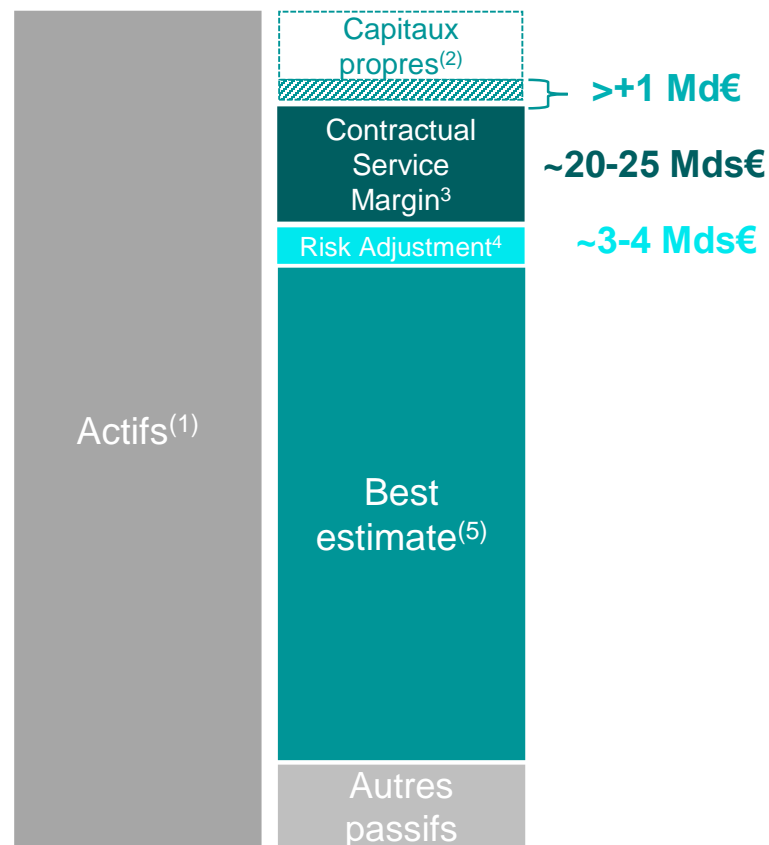 Capitaux
propres(2)
>+1 Md€
Contractual
Service
Margin3
~20-25 Mds€
Risk Adjustment4
~3-4 Mds€
Actifs(1)
Best
estimate(5)
Autres
passifs